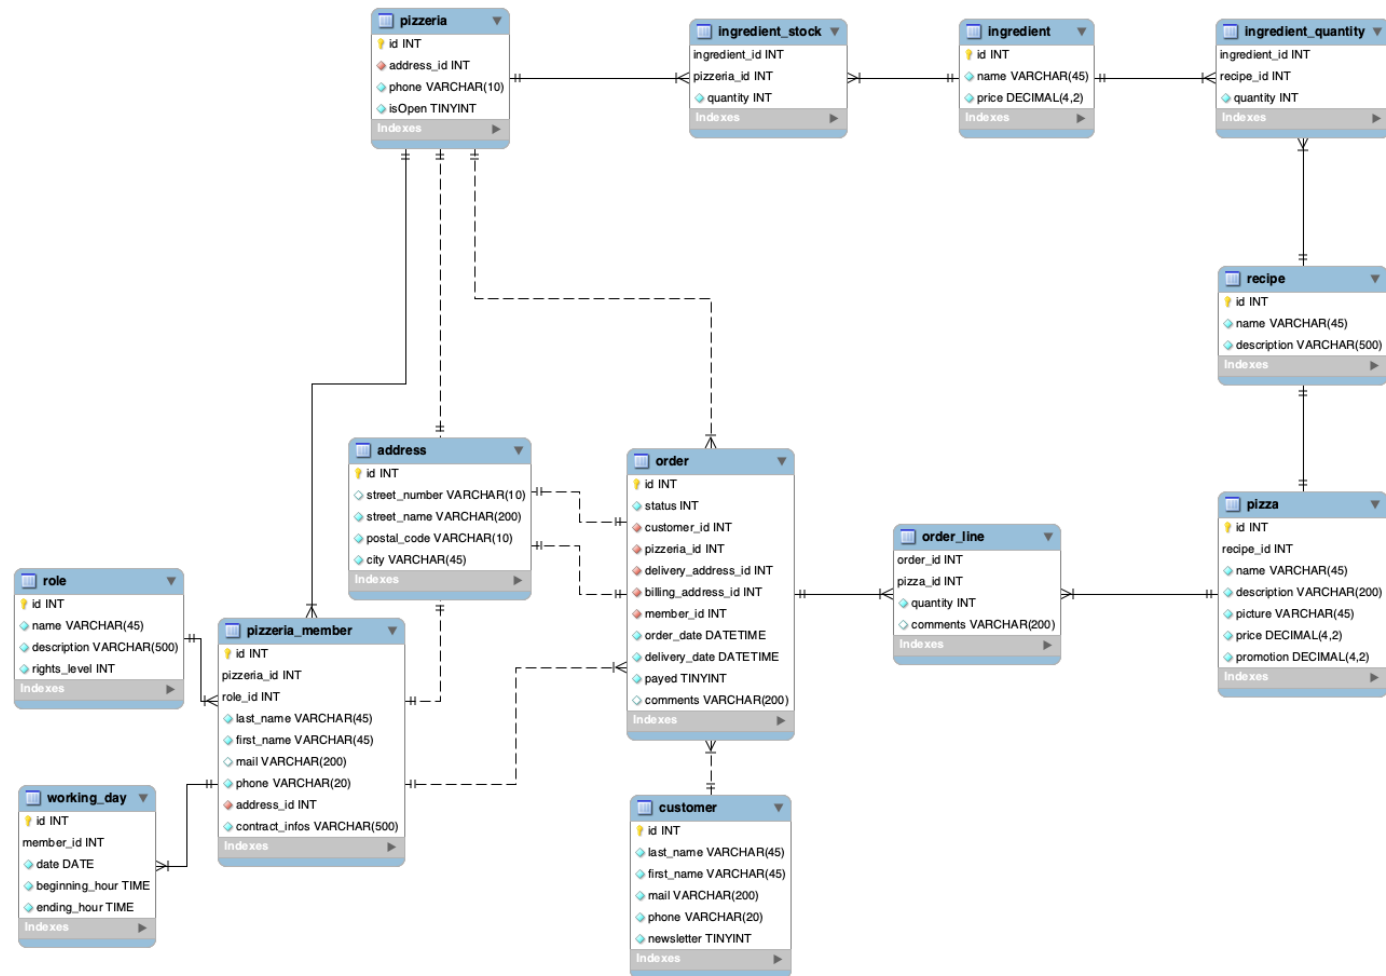 pizzeria
id INT
address_id INT
phone VARCHAR(10)
isOpen TINYINT
Indexes
ingredient_stock
ingredient_id INT
pizzeria_id INT
quantity INT
Indexes
ingredient
id INT
name VARCHAR(45)
price DECIMAL(4,2)
Indexes
ingredient_quantity
ingredient_id INT
recipe_id INT
quantity INT
Indexes
recipe
id INT
name VARCHAR(45)
description VARCHAR(500)
Indexes
address
id INT
street_number VARCHAR(10)
street_name VARCHAR(200)
postal_code VARCHAR(10)
city VARCHAR(45)
Indexes
order
id INT
status INT
customer_id INT
pizzeria_id INT
delivery_address_id INT
billing_address_id INT
member_id INT
order_date DATETIME
delivery_date DATETIME
payed TINYINT
comments VARCHAR(200)
Indexes
order_line
order_id INT
pizza_id INT
quantity INT
comments VARCHAR(200)
Indexes
pizza
id INT
recipe_id INT
name VARCHAR(45)
description VARCHAR(200)
picture VARCHAR(45)
price DECIMAL(4,2)
promotion DECIMAL(4,2)
Indexes
role
id INT
name VARCHAR(45)
description VARCHAR(500)
rights_level INT
Indexes
pizzeria_member
id INT
pizzeria_id INT
role_id INT
last_name VARCHAR(45)
first_name VARCHAR(45)
mail VARCHAR(200)
phone VARCHAR(20)
address_id INT
contract_infos VARCHAR(500)
Indexes
working_day
id INT
member_id INT
date DATE
beginning_hour TIME
ending_hour TIME
Indexes
customer
id INT
last_name VARCHAR(45)
first_name VARCHAR(45)
mail VARCHAR(200)
phone VARCHAR(20)
newsletter TINYINT
Indexes